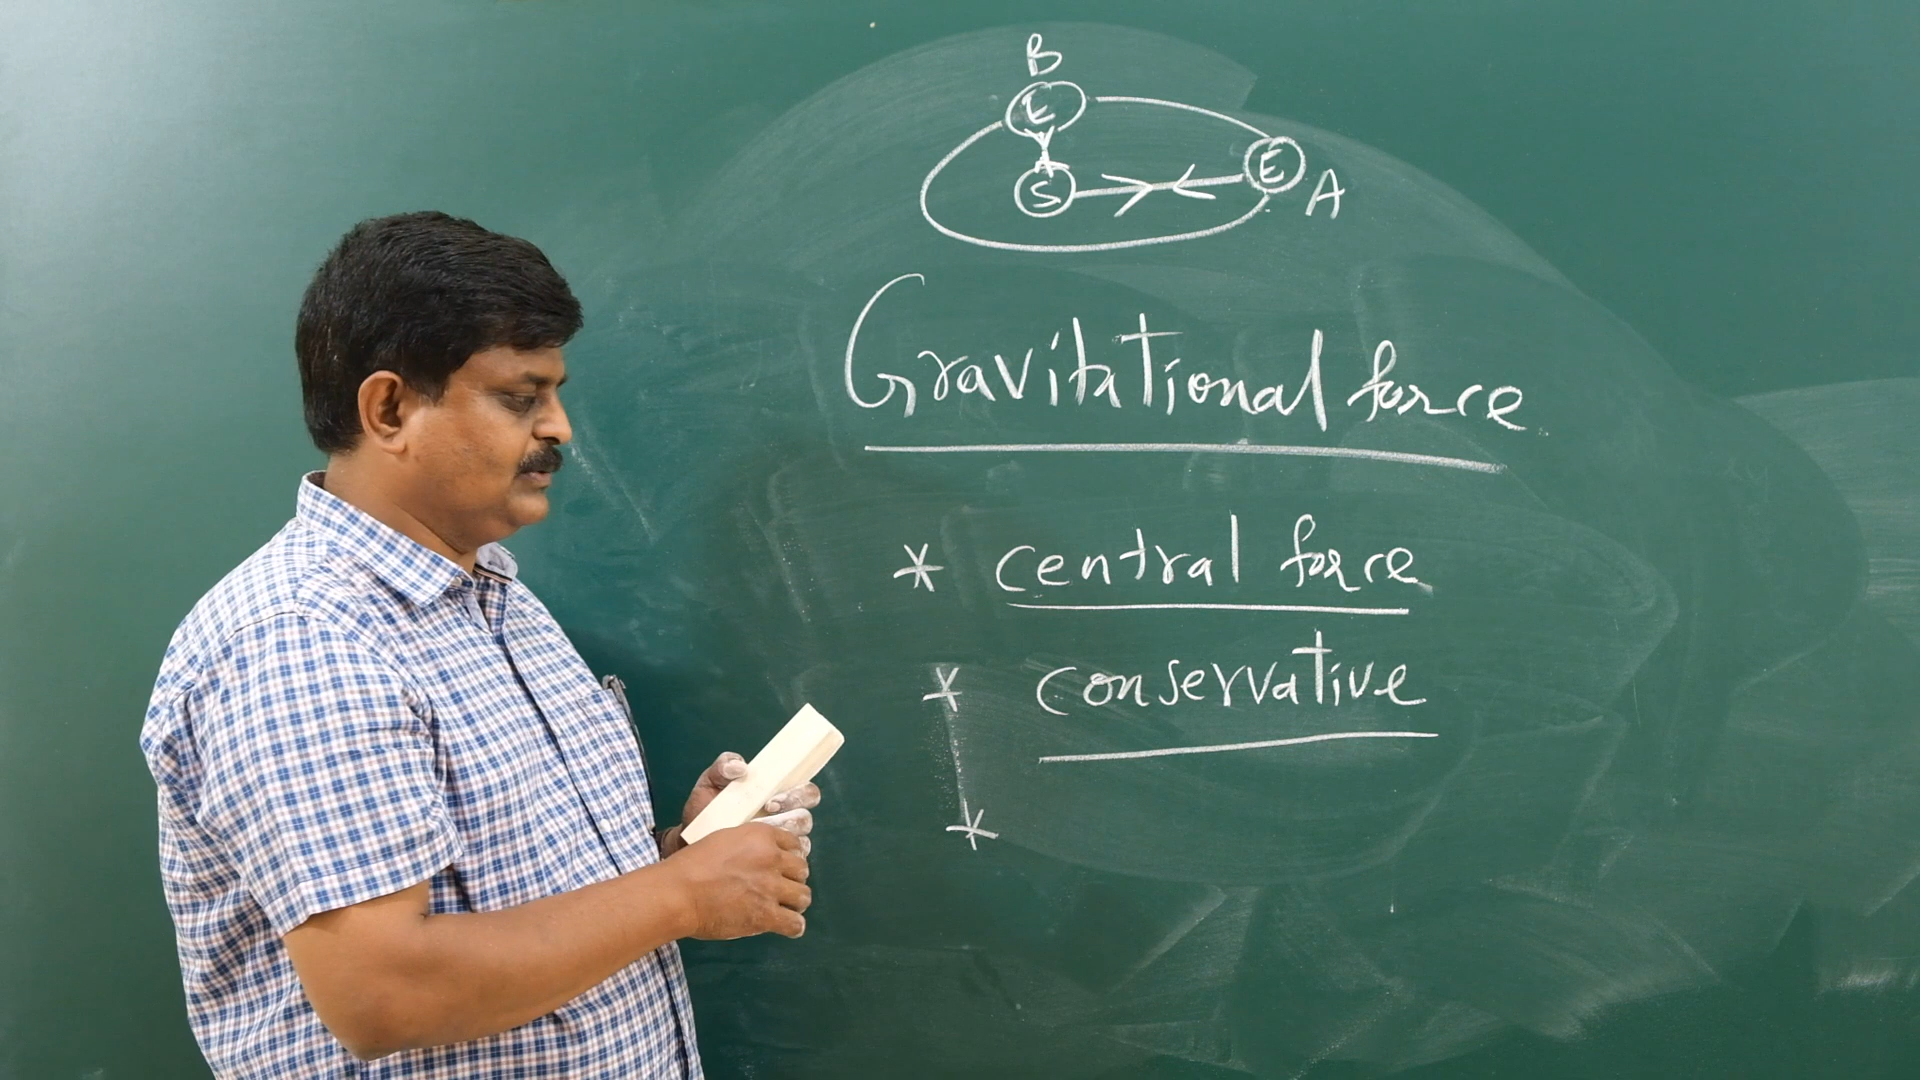 B
E
E
S
A
Gravitational force
* central force
* conservative
*